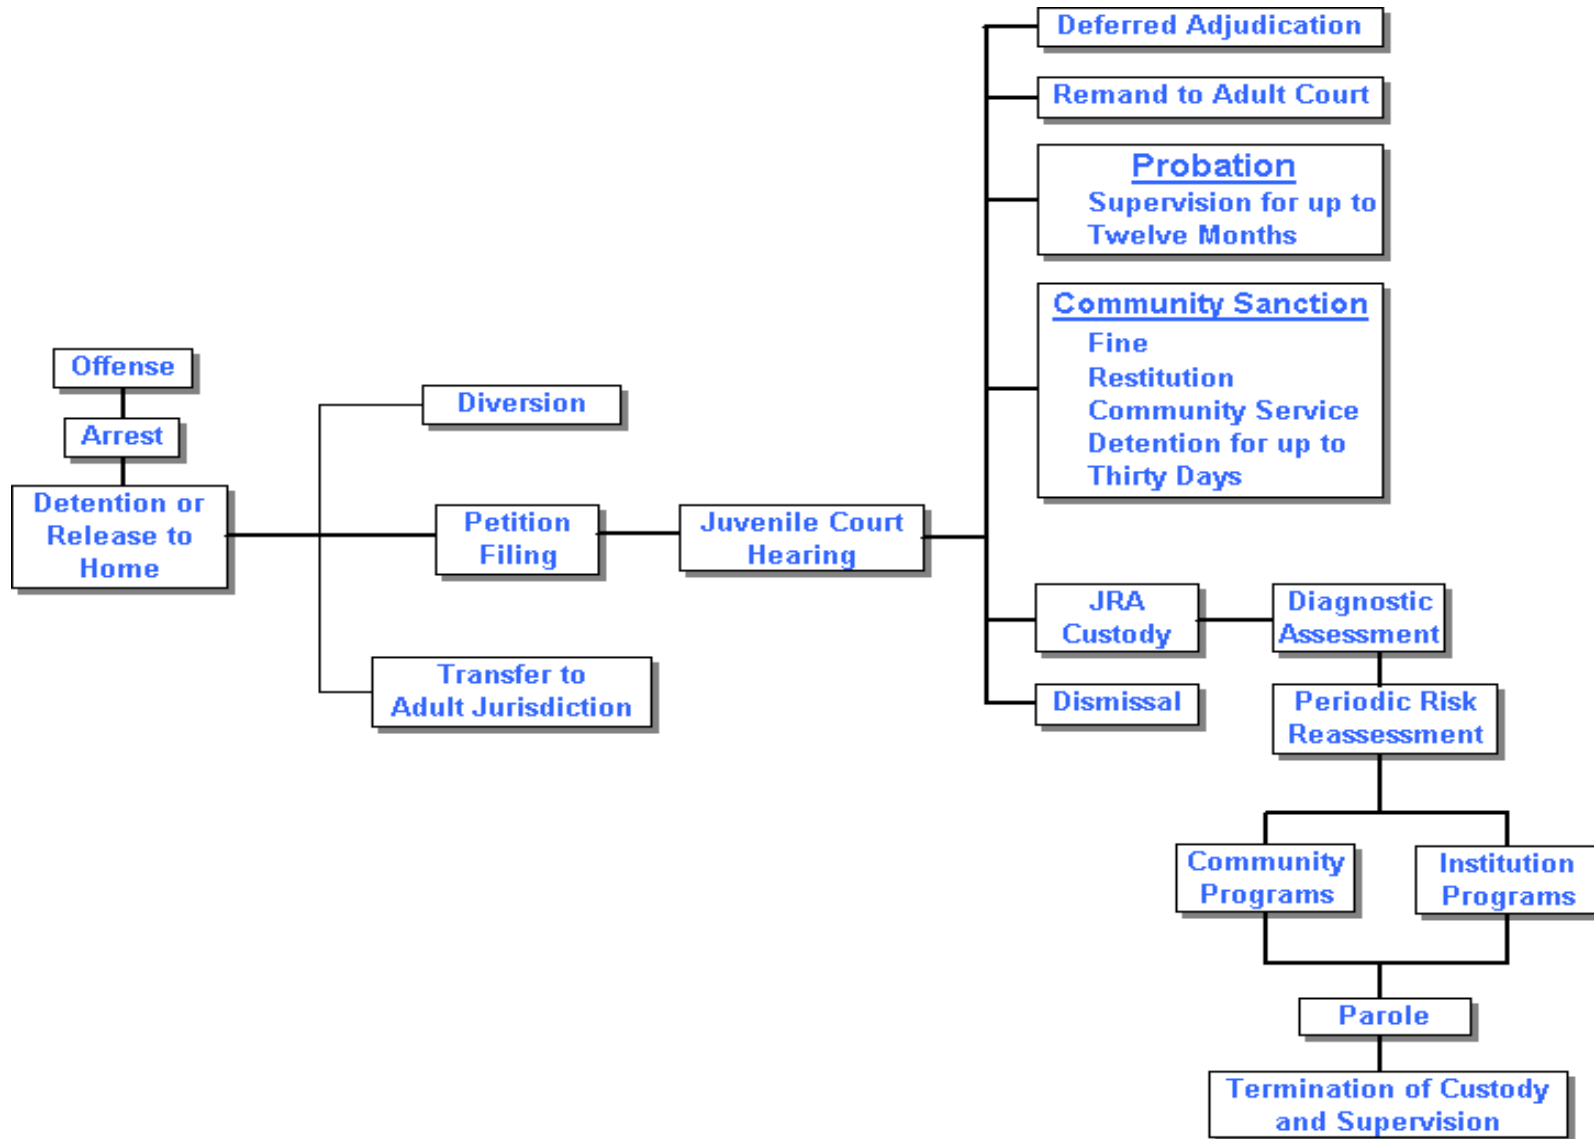 Offense
Arrest
Detention or
Release to
Home
Diversion
Petition
Filing
Transfer to
Adult Jurisdiction
Juvenile Court
Hearing
Deferred Adjudication
Remand to Adult Court
Probation
Supervision for up to
Twelve Months
Community Sanction
Fine
Restitution
Community Service
Detention for up to
Thirty Days
JRA
Custody
Dismissal
Diagnostic
Assessment
Periodic Risk
Reassessment
Community
Programs
Institution
Programs
Parole
Termination of Custody
and Supervision